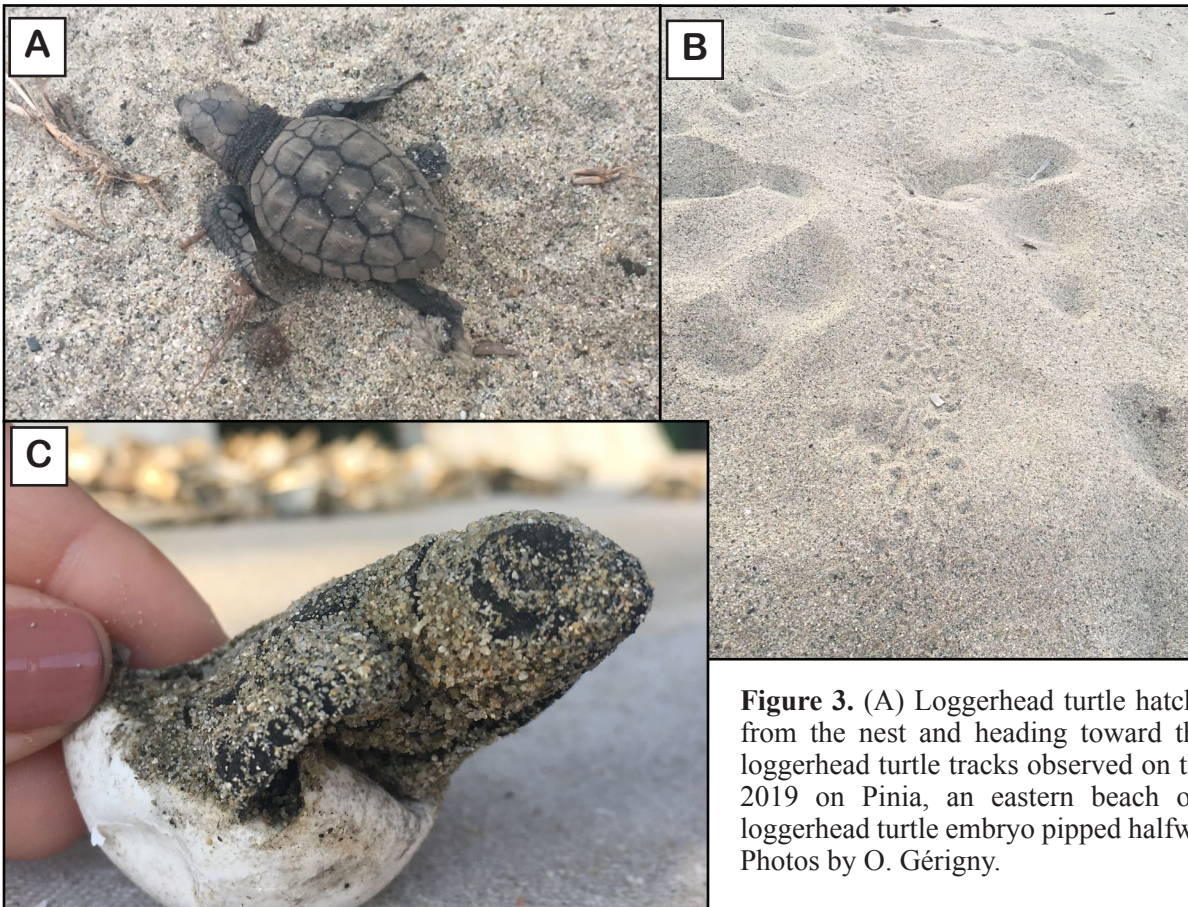 A
B
C
Figure 3. (A) Loggerhead turtle hatch
from the nest and heading toward th
loggerhead turtle tracks observed on t
2019 on Pinia, an eastern beach o
loggerhead turtle embryo pipped halfw
Photos by O. Gérigny.